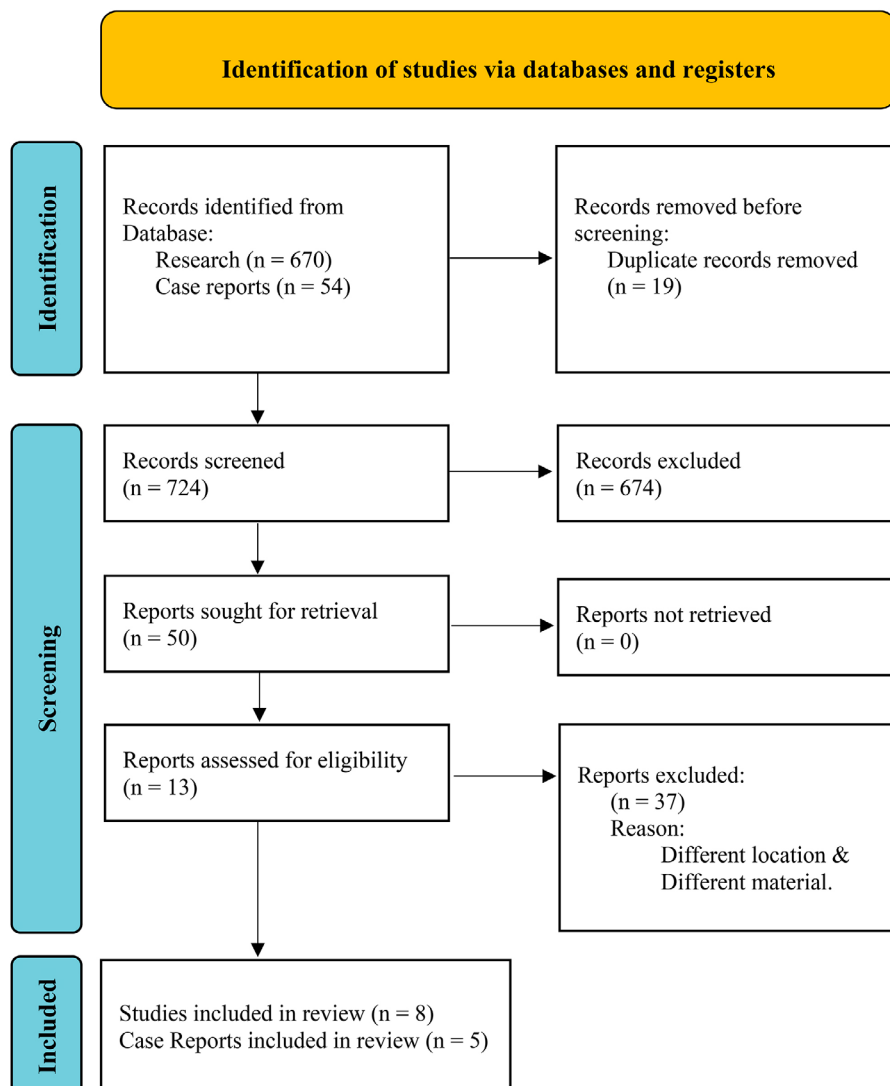 Identification of studies via databases and registers
Identification
Records identified from
Database:
Research (n = 670)
Case reports (n = 54)
Records removed before
screening:
Duplicate records removed
(n = 19)
Screening
Records screened
(n = 724)
Records excluded
(n = 674)
Reports sought for retrieval
(n = 50)
Reports not retrieved
(n = 0)
Reports assessed for eligibility
(n = 13)
Reports excluded:
(n = 37)
Reason:
Different location &
Different material.
Included
Studies included in review (n = 8)
Case Reports included in review (n = 5)